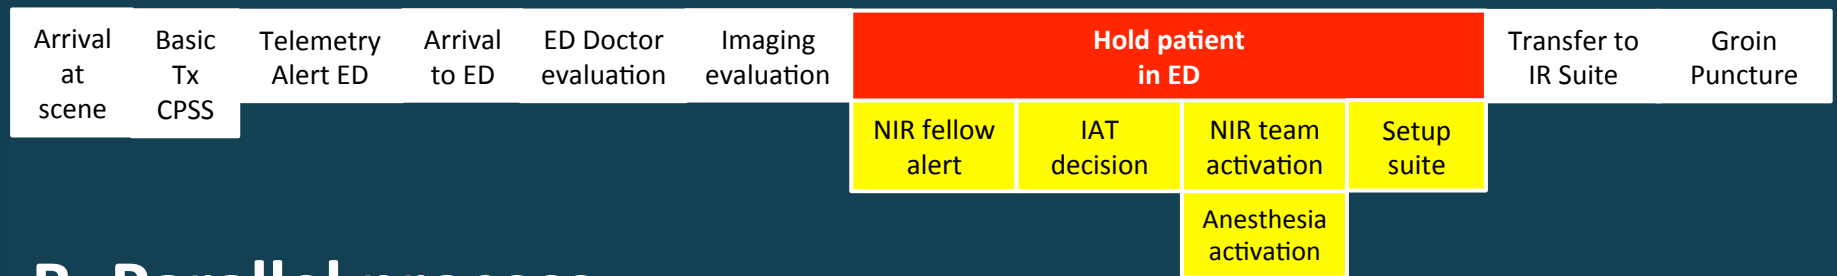 Arrival
at
scene
Basic
Tx
CPSS
Telemetry
Alert ED
Arrival
to ED
ED Doctor
evaluation
Imaging
evaluation
Hold patient
in ED
Transfer to
IR Suite
Groin
Puncture
NIR fellow
alert
IAT
decision
NIR team
activation
Setup
suite
Anesthesia
activation
B. Parallel process